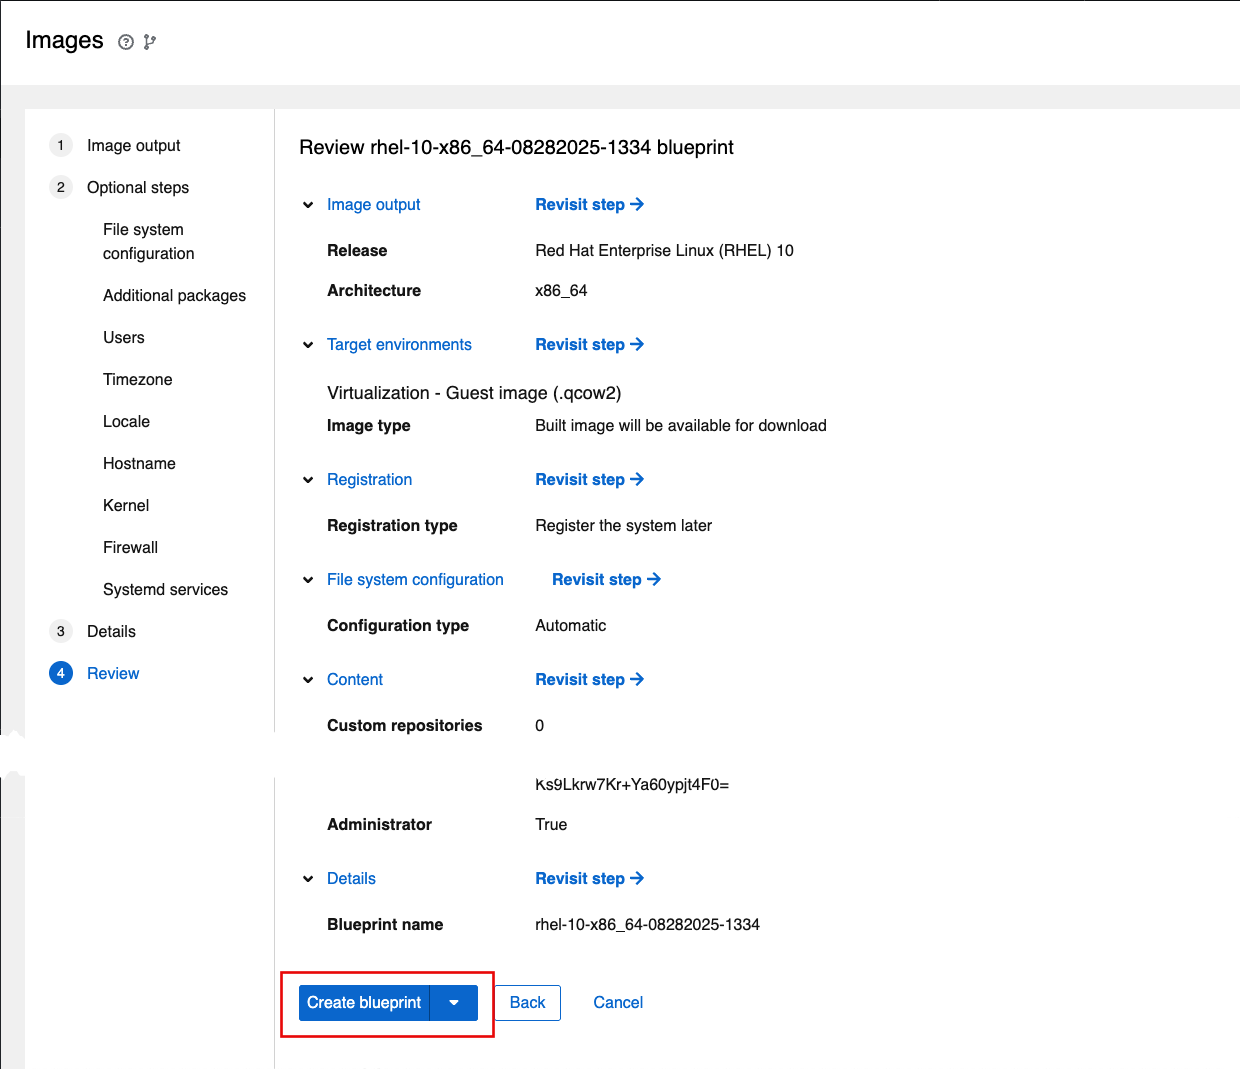 Images
1 Image output
2 Optional steps
File system
configuration
Additional packages
Users
Timezone
Locale
Hostname
Kernel
Firewall
Systemd services
3 Details
4 Review
Review rhel-10-x86_64-08282025-1334 blueprint
Image output Revisit step
Release Red Hat Enterprise Linux (RHEL) 10
Architecture x86_64
Target environments Revisit step
Virtualization - Guest image (.qcow2)
Image type Built image will be available for download
Registration Revisit step
Registration type Register the system later
File system configuration Revisit step
Configuration type Automatic
Content Revisit step
Custom repositories 0
Ks9Lkrw7Kr+Ya60ypjt4F0=
Administrator True
Details Revisit step
Blueprint name rhel-10-x86_64-08282025-1334
Create blueprint Back Cancel